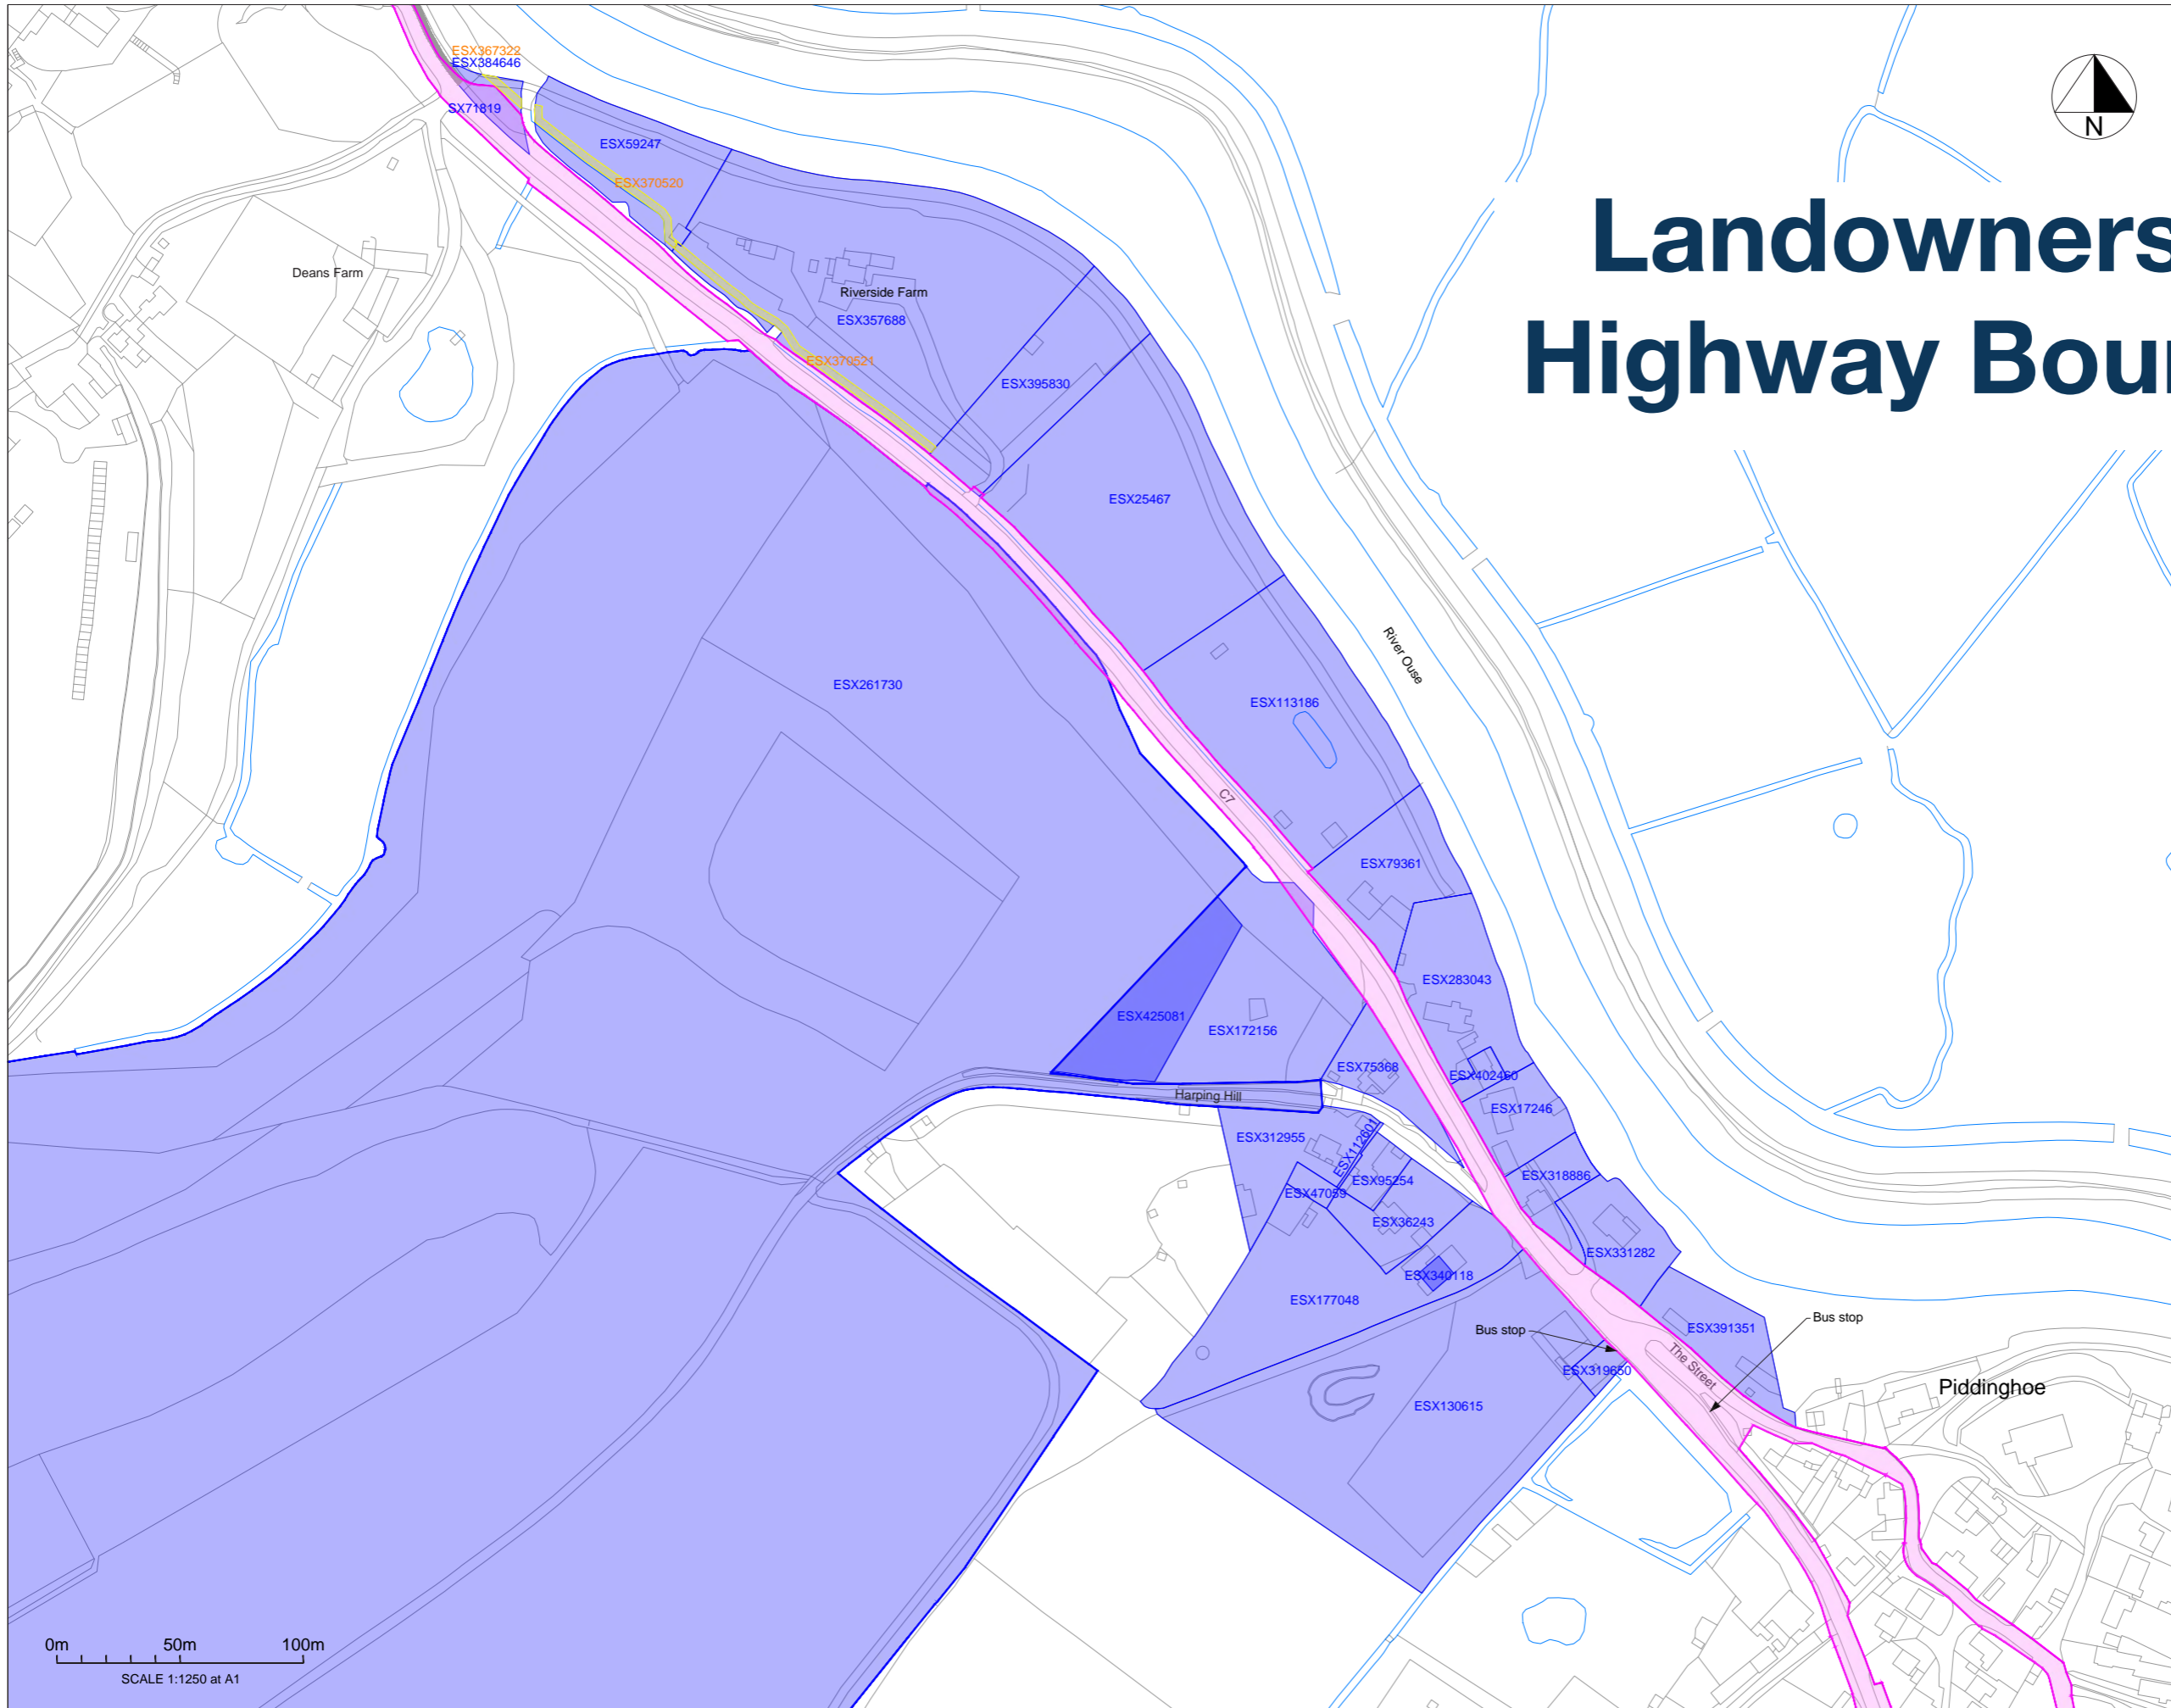 ESX367322
ESX384646
SX71819
ESX59247
ESX370520
N
Landowners
Highway Bou
Deans Farm
Riverside Farm
ESX357688
ESX370521
ESX395830
ESX25467
River Ouse
ESX261730
ESX113186
C7
ESX79361
ESX283043
ESX425081
ESX172156
ESX75368
ESX402460
Harping Hill
ESX17246
ESX312955
ESX112601
ESX318886
ESX95254
ESX47059
ESX36243
ESX331282
ESX340118
ESX177048
Bus stop
Bus stop
ESX391351
The Street
ESX319650
Piddinghoe
ESX130615
0m 50m 100m
SCALE 1:1250 at A1